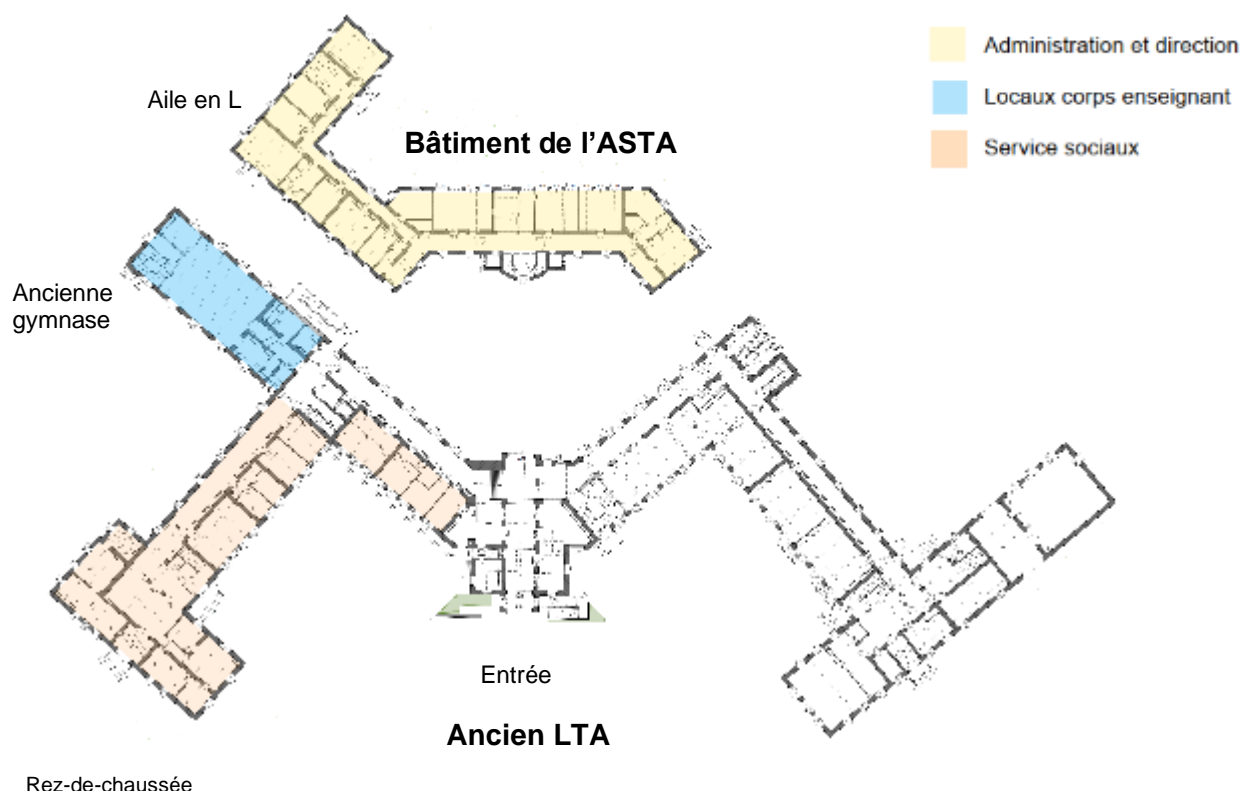 Administration et direction
Locaux corps enseignant
Service sociaux
Aile en L
Bâtiment de l'ASTA
Ancienne
gymnase
Entrée
Ancien LTA
Rez-de-chaussée